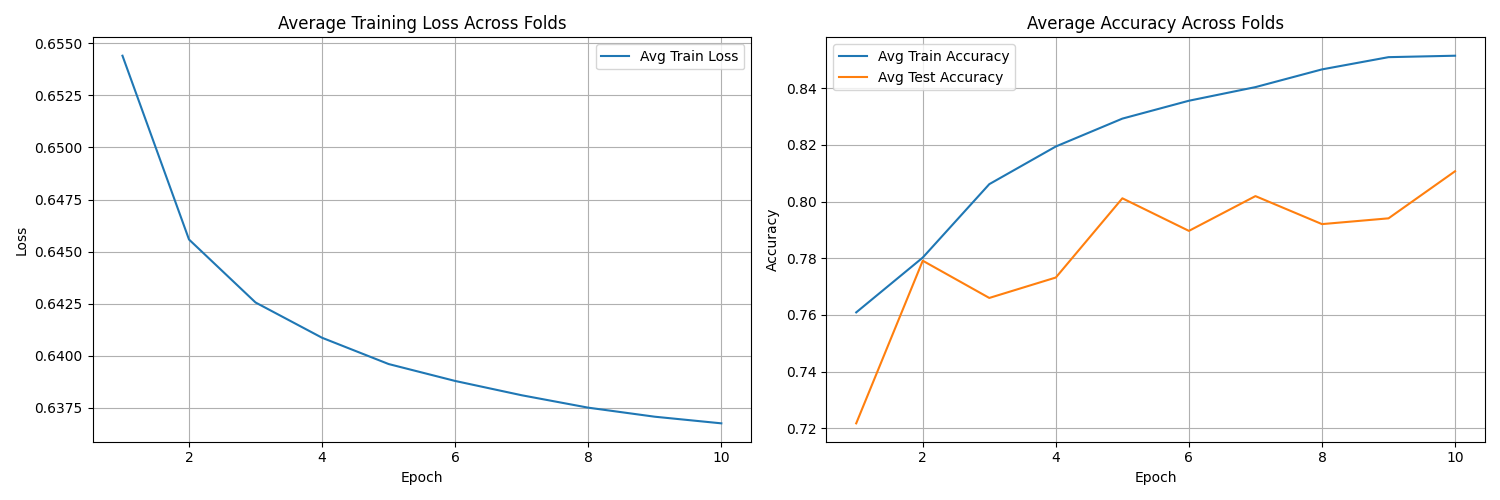 Average Training Loss Across Folds
Avg Train Loss
0.6550
0.6525
0.6500
0.6475
0.6450
0.6425
0.6400
0.6375
Loss
2 4 6 8 10
Epoch
Average Accuracy Across Folds
Avg Train Accuracy
Avg Test Accuracy
0.84
0.82
0.80
0.78
0.76
0.74
0.72
Accuracy
2 4 6 8 10
Epoch